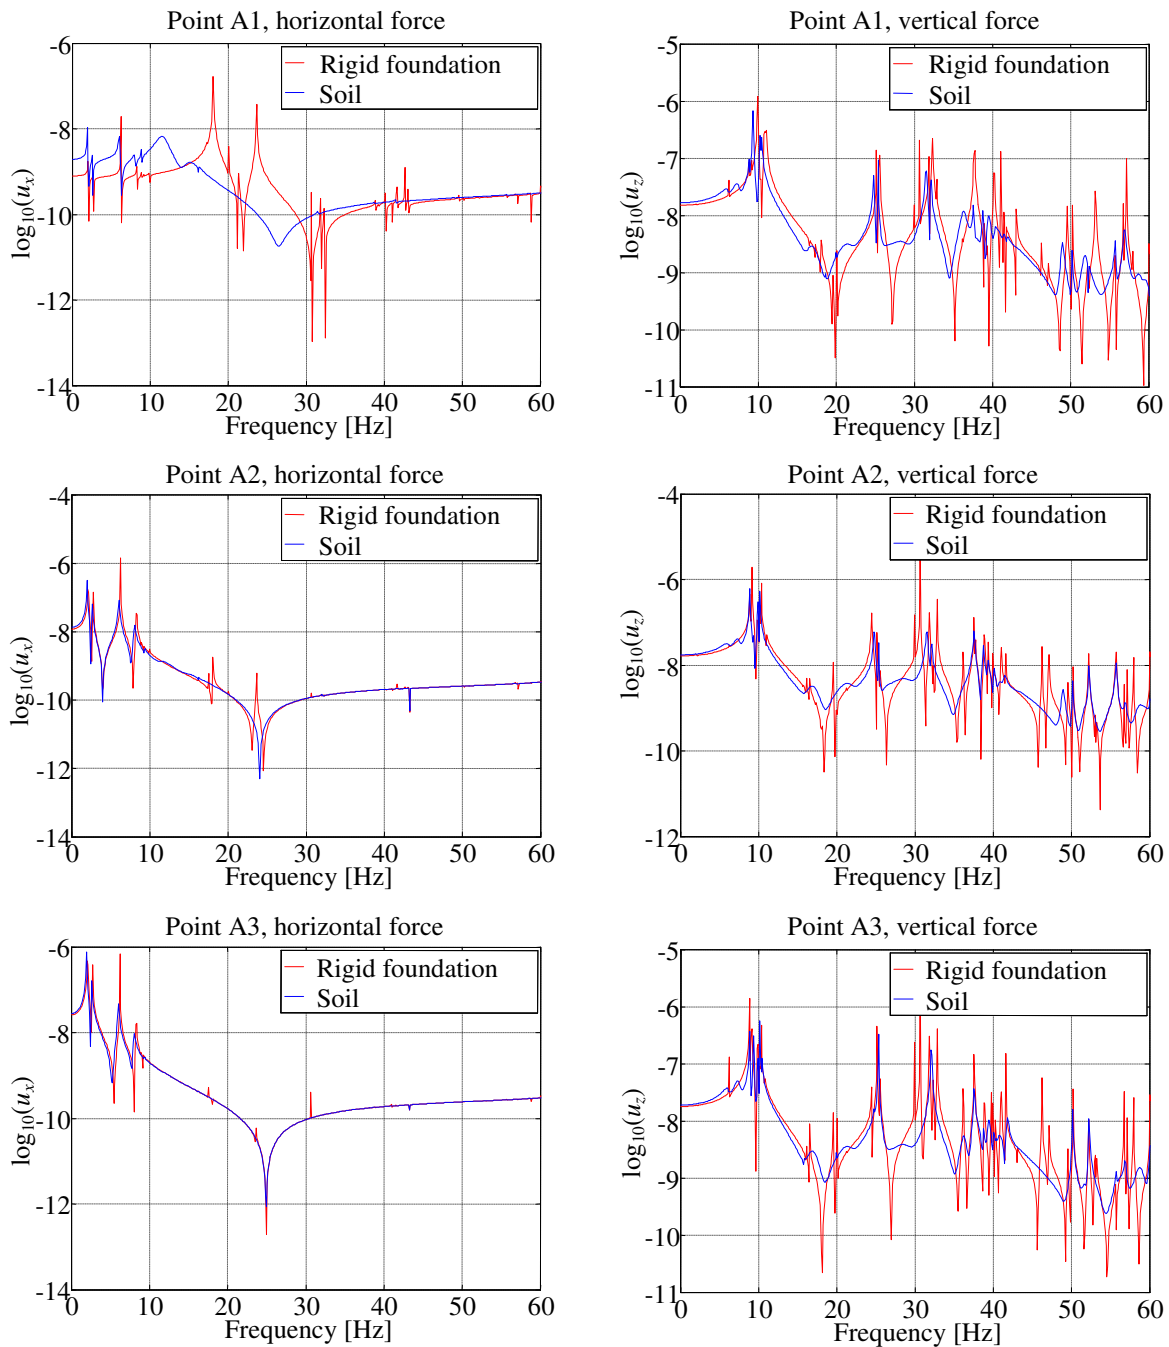 Point A1, horizontal force
-6
-8
-10
-12
-14
log10(ux)
Rigid foundation
Soil
0 10 20 30 40 50 60
Frequency [Hz]
Point A1, vertical force
-5
-6
-7
-8
-9
-10
-11
log10(uz)
Rigid foundation
Soil
0 10 20 30 40 50 60
Frequency [Hz]
Point A2, horizontal force
-4
-6
-8
-10
-12
-14
log10(ux)
Rigid foundation
Soil
0 10 20 30 40 50 60
Frequency [Hz]
Point A2, vertical force
-4
-6
-8
-10
-12
log10(uz)
Rigid foundation
Soil
0 10 20 30 40 50 60
Frequency [Hz]
Point A3, horizontal force
-6
-8
-10
-12
-14
log10(ux)
Rigid foundation
Soil
0 10 20 30 40 50 60
Frequency [Hz]
Point A3, vertical force
-5
-6
-7
-8
-9
-10
-11
log10(uz)
Rigid foundation
Soil
0 10 20 30 40 50 60
Frequency [Hz]